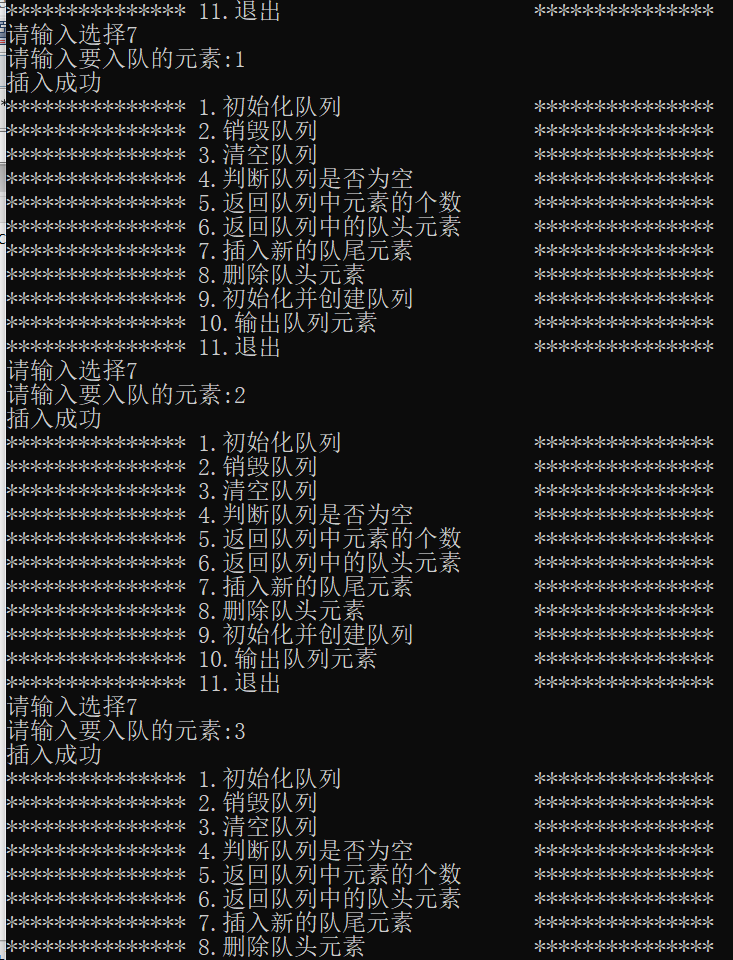 *************** 11.退出                     ***************
请输入选择7
请输入要入队的元素:1
插入成功
*************** 1.初始化队列                ***************
*************** 2.销毁队列                  ***************
*************** 3.清空队列                  ***************
*************** 4.判断队列是否为空          ***************
*************** 5.返回队列中元素的个数      ***************
*************** 6.返回队列中的队头元素      ***************
*************** 7.插入新的队尾元素          ***************
*************** 8.删除队头元素              ***************
*************** 9.初始化并创建队列          ***************
*************** 10.输出队列元素             ***************
*************** 11.退出                     ***************
请输入选择7
请输入要入队的元素:2
插入成功
*************** 1.初始化队列                ***************
*************** 2.销毁队列                  ***************
*************** 3.清空队列                  ***************
*************** 4.判断队列是否为空          ***************
*************** 5.返回队列中元素的个数      ***************
*************** 6.返回队列中的队头元素      ***************
*************** 7.插入新的队尾元素          ***************
*************** 8.删除队头元素              ***************
*************** 9.初始化并创建队列          ***************
*************** 10.输出队列元素             ***************
*************** 11.退出                     ***************
请输入选择7
请输入要入队的元素:3
插入成功
*************** 1.初始化队列                ***************
*************** 2.销毁队列                  ***************
*************** 3.清空队列                  ***************
*************** 4.判断队列是否为空          ***************
*************** 5.返回队列中元素的个数      ***************
*************** 6.返回队列中的队头元素      ***************
*************** 7.插入新的队尾元素          ***************
*************** 8.删除队头元素              ***************